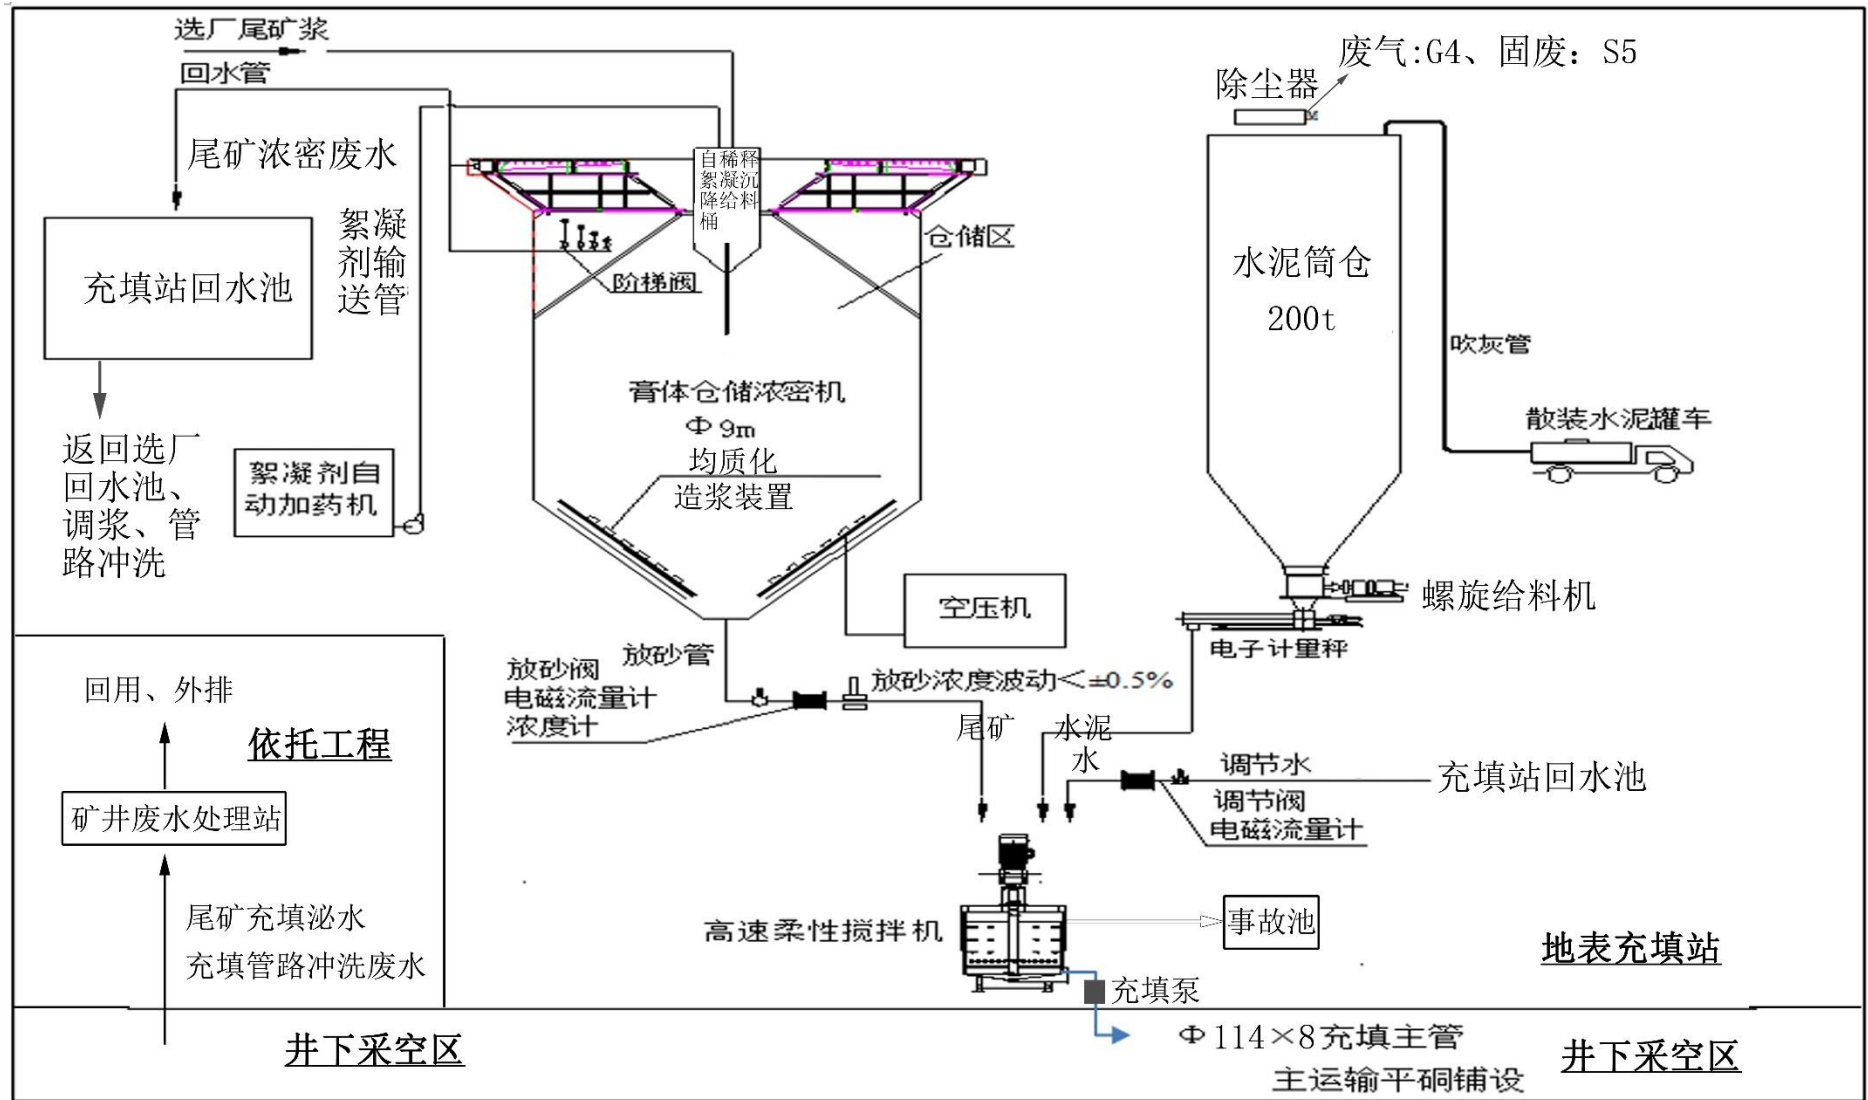 选厂尾矿浆
回水管
尾矿浓密废水
充填站回水池
返回选厂
回水池、
调浆、管
路冲洗
絮凝
剂输
送管
絮凝剂自
动加药机
自稀释
絮凝沉
降给料
桶
阶梯阀
仓储区
膏体仓储浓密机
Φ9m
均质化
造浆装置
空压机
放砂管
放砂阀
电磁流量计
浓度计
放砂浓度波动<±0.5%
尾矿
水泥
水
除尘器
废气:G4、固废：S5
水泥筒仓
200t
吹灰管
散装水泥罐车
螺旋给料机
电子计量秤
调节水
充填站回水池
调节阀
电磁流量计
高速柔性搅拌机
事故池
充填泵
地表充填站
回用、外排
依托工程
矿井废水处理站
尾矿充填泌水
充填管路冲洗废水
井下采空区
Φ114×8充填主管
主运输平硐铺设
井下采空区